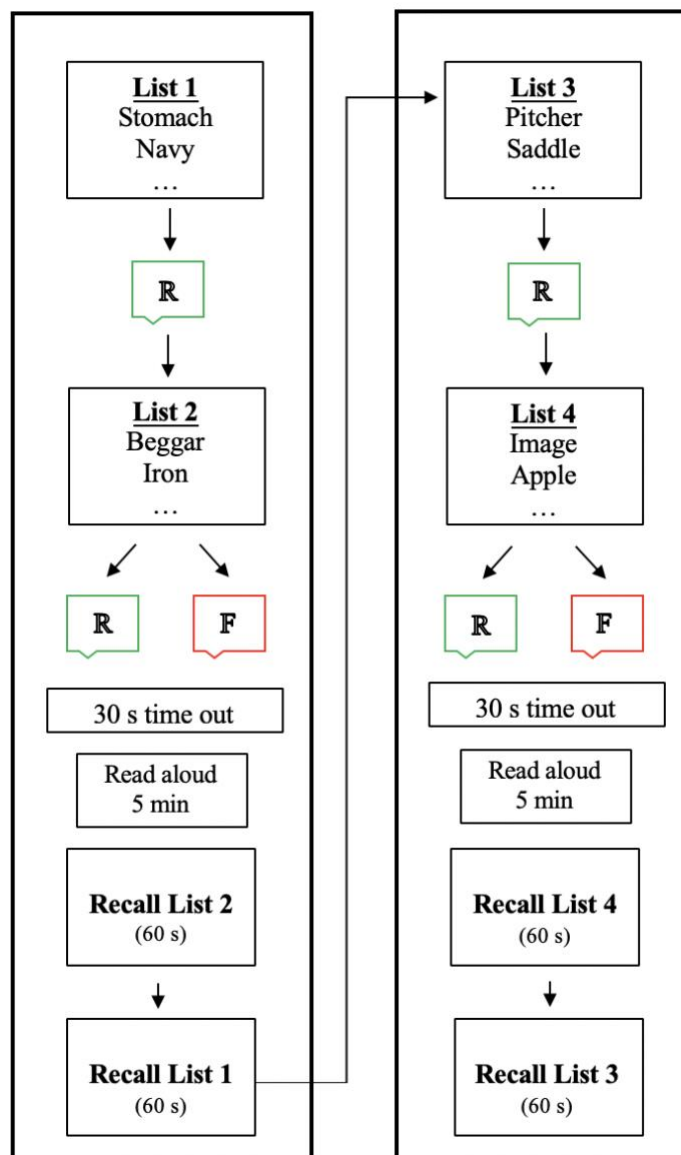 List 1
Stomach
Navy
…
ℝ
List 2
Beggar
Iron
…
ℝ
𝔽
30 s time out
Read aloud
5 min
Recall List 2
(60 s)
Recall List 1
(60 s)
List 3
Pitcher
Saddle
…
ℝ
List 4
Image
Apple
…
ℝ
𝔽
30 s time out
Read aloud
5 min
Recall List 4
(60 s)
Recall List 3
(60 s)